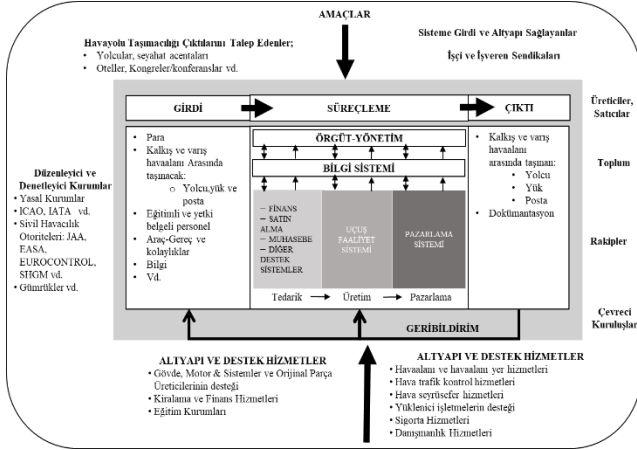 AMAÇLAR
Havayolu Taşımacılığı Çıktılarını Talep Edenler;
• Yolcular, seyahat acentaları
• Oteller, Kongreler/konferanslar vd.
Sisteme Girdi ve Altyapı Sağlayanlar
İşçi ve İşveren Sendikaları
GİRDİ
SÜREÇLEME
ÇIKTI
Üreticiler,
Satıcılar
Toplum
Rakipler
Çevreci
Kuruluşlar
Düzenleyici ve
Denetleyici Kurumlar
• Yasal Kurumlar
• ICAO, IATA vd.
• Sivil Havacılık
Otoriteleri: JAA,
EASA,
EUROCONTROL,
SHGM vd.
• Gümrükler vd.
• Para
• Kalkış ve varış
havaalanı Arasında
taşınacak:
o Yolcu,yük ve
posta
• Eğitimli ve yetki
belgeli personel
• Araç-Gereç ve
kolaylıklar
• Bilgi
• Vd.
ÖRGÜT-YÖNETİM
BİLGİ SİSTEMİ
– FİNANS
– SATIN
ALMA
– MUHASEBE
– DİĞER
DESTEK
SİSTEMLER
UÇUŞ
FAALİYET
SİSTEMİ
PAZARLAMA
SİSTEMİ
Tedarik
Üretim
Pazarlama
• Kalkış ve varış
havaalanı
arasında taşınan:
• Yolcu
• Yük
• Posta
• Dokümantasyon
GERİBİLDİRİM
ALTYAPI VE DESTEK HİZMETLER
• Gövde, Motor & Sistemler ve Orijinal Parça
Üreticilerinin desteği
• Kiralama ve Finans Hizmetleri
• Eğitim Kurumları
ALTYAPI VE DESTEK HİZMETLER
• Havaalanı ve havaalanı yer hizmetleri
• Hava trafik kontrol hizmetleri
• Hava seyrüsefer hizmetleri
• Yüklenici işletmelerin desteği
• Sigorta Hizmetleri
• Danışmanlık Hizmetleri